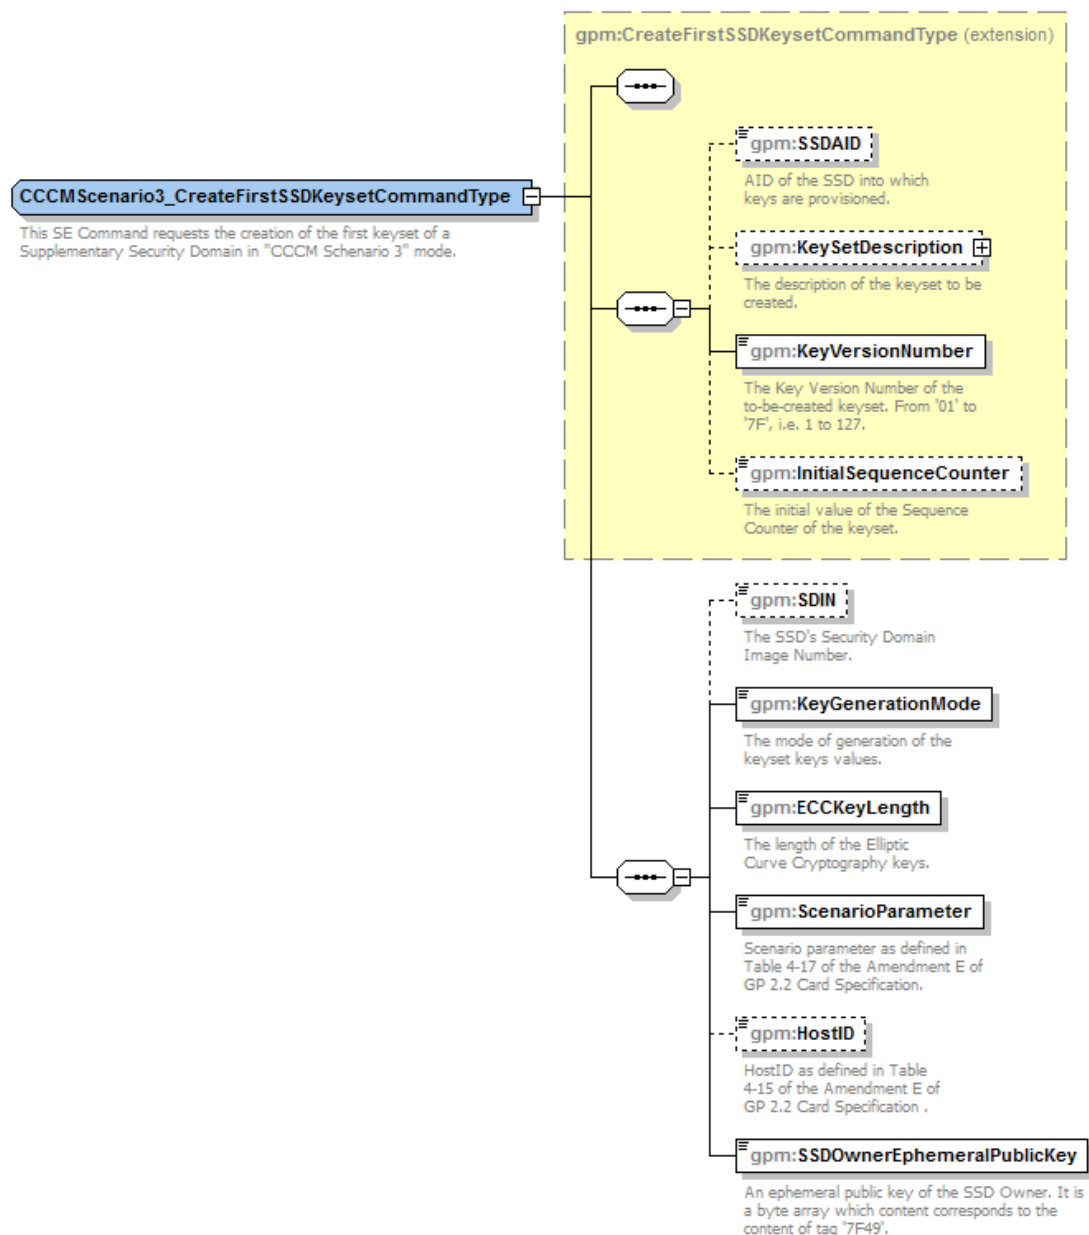 gpm:CreateFirstSSDKeysetCommandType (extension)
gpm:SSDAID
AID of the SSD into which
keys are provisioned.
CCCMScenario3_CreateFirstSSDKeysetCommandType
This SE Command requests the creation of the first keyset of a
Supplementary Security Domain in "CCCM Schenario 3" mode.
gpm:KeySetDescription
The description of the keyset to be
created.
gpm:KeyVersionNumber
The Key Version Number of the
to-be-created keyset. From '01' to
'7F', i.e. 1 to 127.
gpm:InitialSequenceCounter
The initial value of the Sequence
Counter of the keyset.
gpm:SDIN
The SSD's Security Domain
Image Number.
gpm:KeyGenerationMode
The mode of generation of the
keyset keys values.
gpm:ECCKeyLength
The length of the Elliptic
Curve Cryptography keys.
gpm:ScenarioParameter
Scenario parameter as defined in
Table 4-17 of the Amendment E of
GP 2.2 Card Specification.
gpm:HostID
HostID as defined in Table
4-15 of the Amendment E of
GP 2.2 Card Specification .
gpm:SSDOwnerEphemeralPublicKey
An ephemeral public key of the SSD Owner. It is
a byte array which content corresponds to the
content of tag '7F49'.